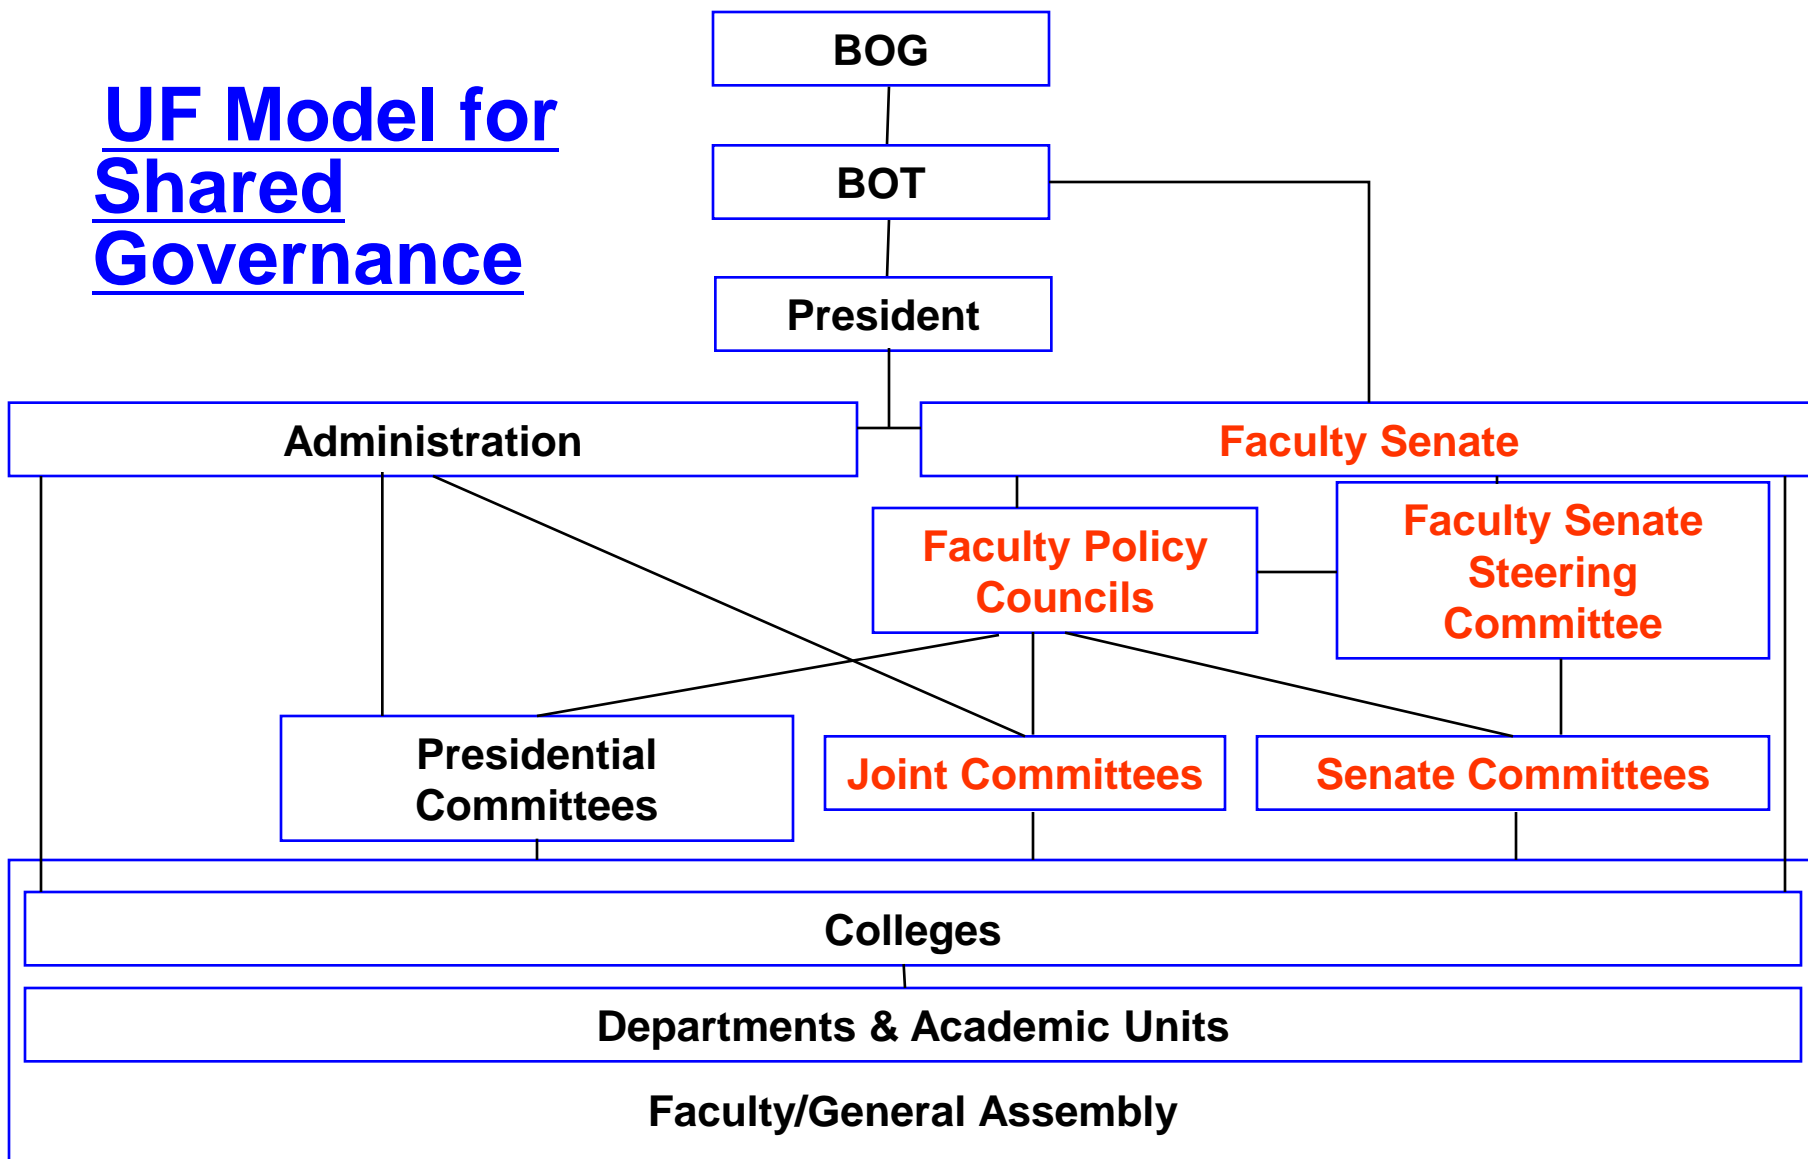 UF Model for
Shared
Governance
BOG
BOT
President
Administration
Faculty Senate
Faculty Policy
Councils
Faculty Senate
Steering
Committee
Presidential
Committees
Joint Committees
Senate Committees
Colleges
Departments & Academic Units
Faculty/General Assembly